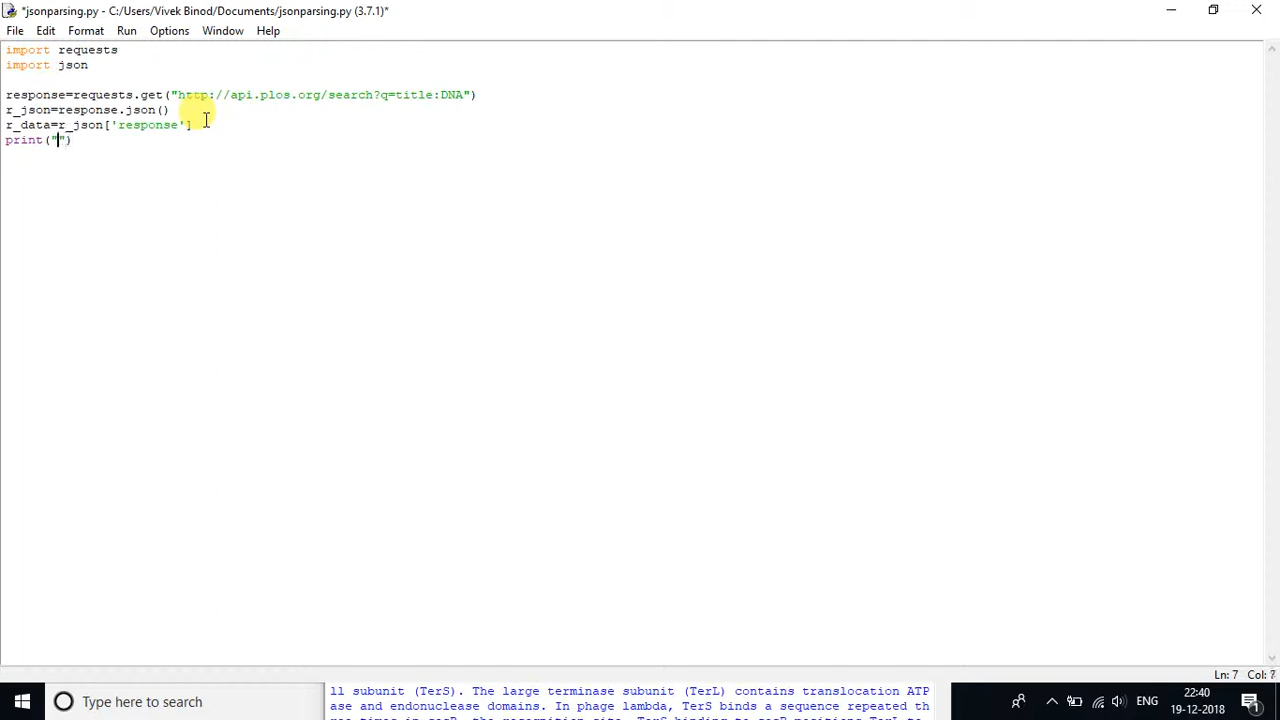 *jsonparsing.py - C:/Users/Vivek Binod/Documents/jsonparsing.py (3.7.1)*
File Edit Format Run Options Window Help
import requests
import json
response=requests.get("http://api.plos.org/search?q=title:DNA")
r_json=response.json()
r_data=r_json['response']
print("")
Ln: 7 Col: 7
ll subunit (TerS). The large terminase subunit (TerL) contains translocation ATP
ase and endonuclease domains. In phage lambda, TerS binds a sequence repeated th
Type here to search
ENG
22:40
19-12-2018
1